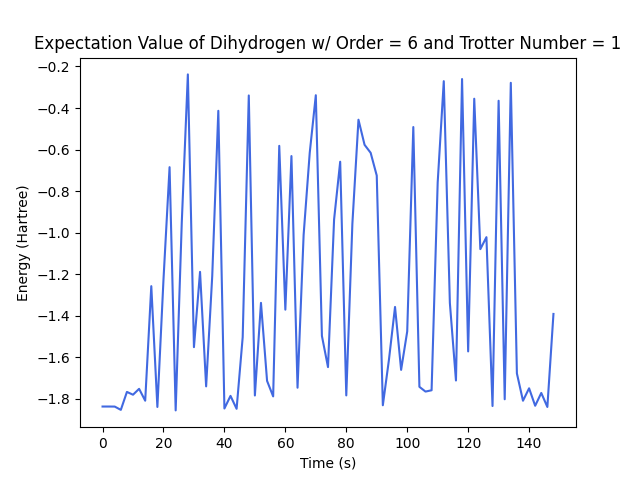 Expectation Value of Dihydrogen w/ Order = 6 and Trotter Number = 1
Energy (Hartree)
−0.2
−0.4
−0.6
−0.8
−1.0
−1.2
−1.4
−1.6
−1.8
0 20 40 60 80 100 120 140
Time (s)